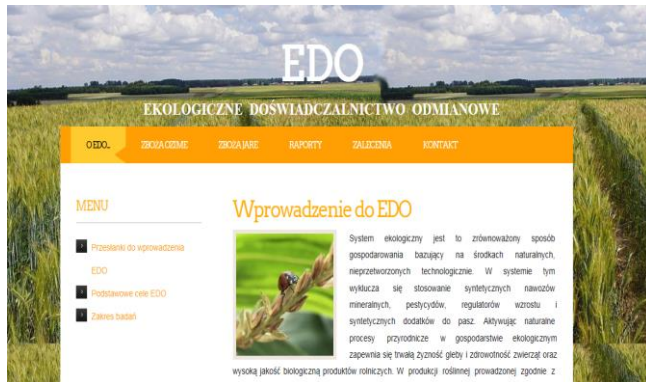 EDO
EKOLOGICZNE DOŚWIADCZALNICTWO ODMIANOWE
O EDO... ZBOŻA OZIME ZBOŻA JARE RAPORTY ZALECENIA KONTAKT
MENU
Przesłanki do wprowadzenia
EDO
Podstawowe cele EDO
Zakres badań
Wprowadzenie do EDO
System ekologiczny jest to zrównoważony sposób
gospodarowania bazujący na środkach naturalnych,
nieprzetworzonych technologicznie. W systemie tym
wyklucza się stosowanie syntetycznych nawozów
mineralnych, pestycydów, regulatorów wzrostu i
syntetycznych dodatków do pasz. Aktywując naturalne
procesy przyrodnicze w gospodarstwie ekologicznym
zapewnia się trwałą żyzność gleby i zdrowotność zwierząt oraz
wysoką jakość biologiczną produktów rolniczych. W produkcji roślinnej prowadzonej zgodnie z